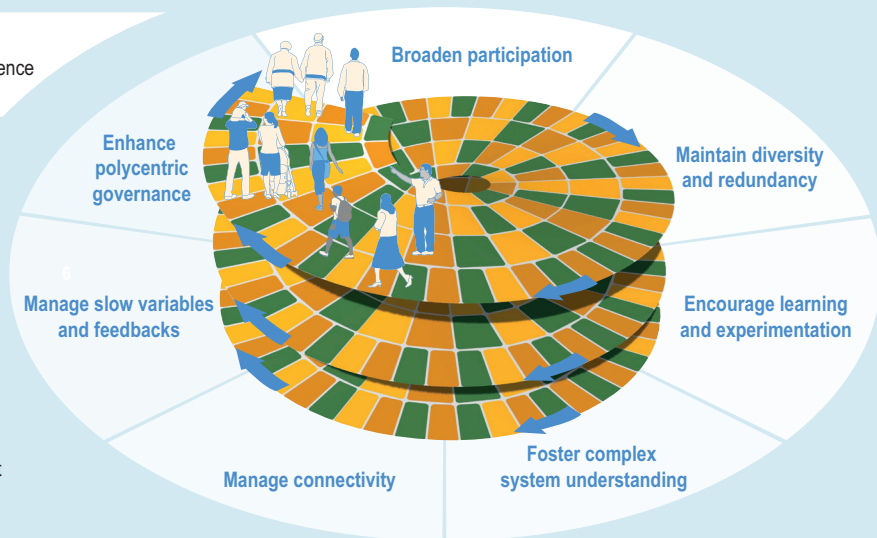 Broaden participation
Maintain diversity
and redundancy
Encourage learning
and experimentation
Foster complex
system understanding
Manage connectivity
6
Manage slow variables
and feedbacks
Enhance
polycentric
governance